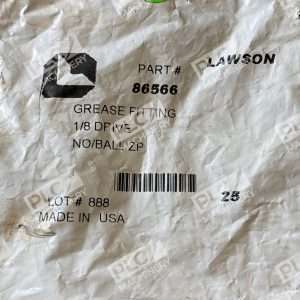 PART #
LAWSON
86566
GREASE FITTING
1/8 DRIVE
NO/BALL ZP
LOT # 888
25
MADE IN USA